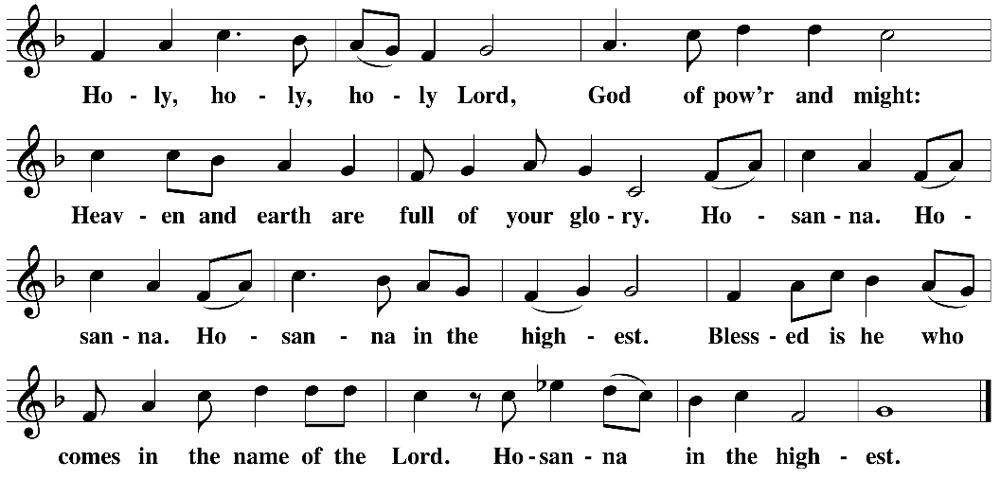 Ho - ly, ho - ly, ho - ly Lord, God of pow'r and might:
Heav - en and earth are full of your glo - ry. Ho - san - na. Ho -
san - na. Ho - san - na in the high - est. Bless - ed is he who
comes in the name of the Lord. Ho - san - na in the high - est.